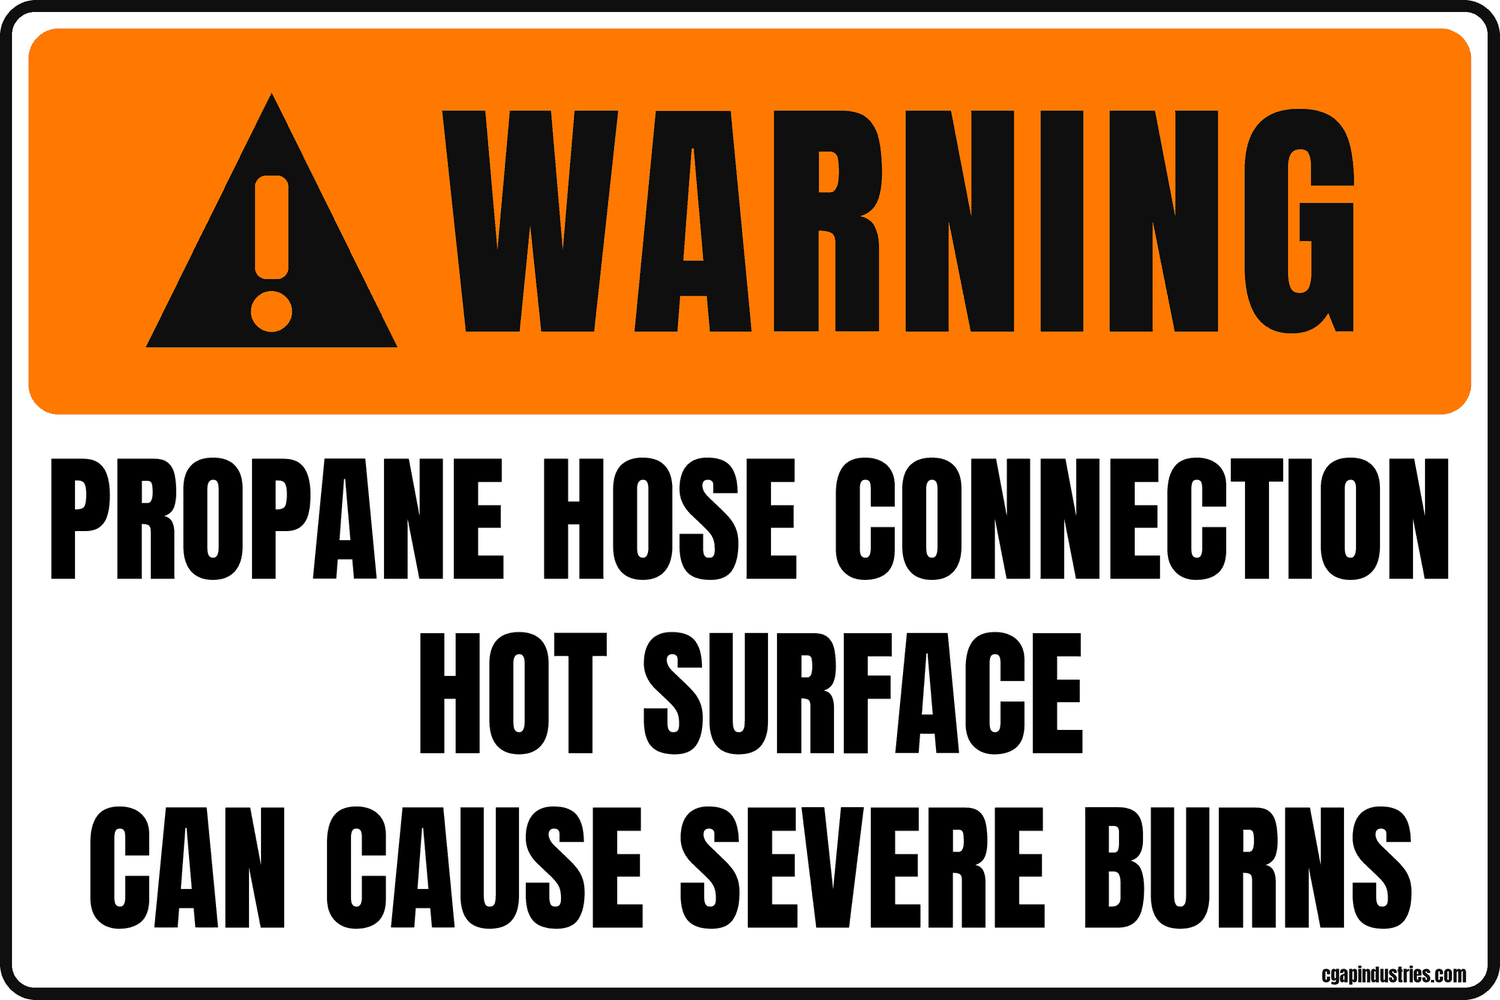 WARNING
PROPANE HOSE CONNECTION
HOT SURFACE
CAN CAUSE SEVERE BURNS
cgapindustries.com